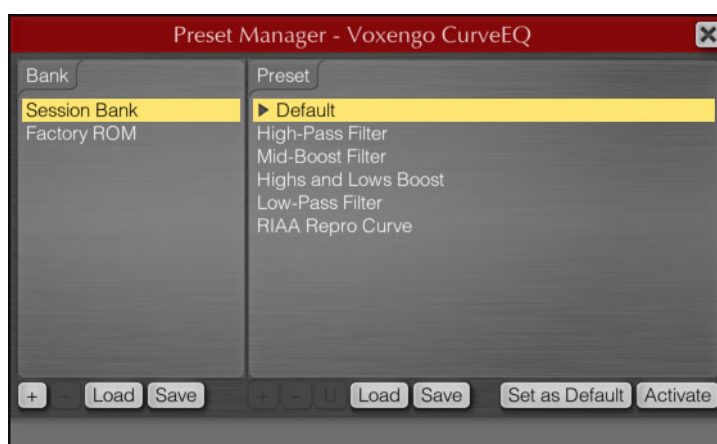 Preset Manager - Voxengo CurveEQ
Bank
Session Bank
Factory ROM
Preset
Default
High-Pass Filter
Mid-Boost Filter
Highs and Lows Boost
Low-Pass Filter
RIAA Repro Curve
+ - Load Save
+ - U Load Save Set as Default Activate